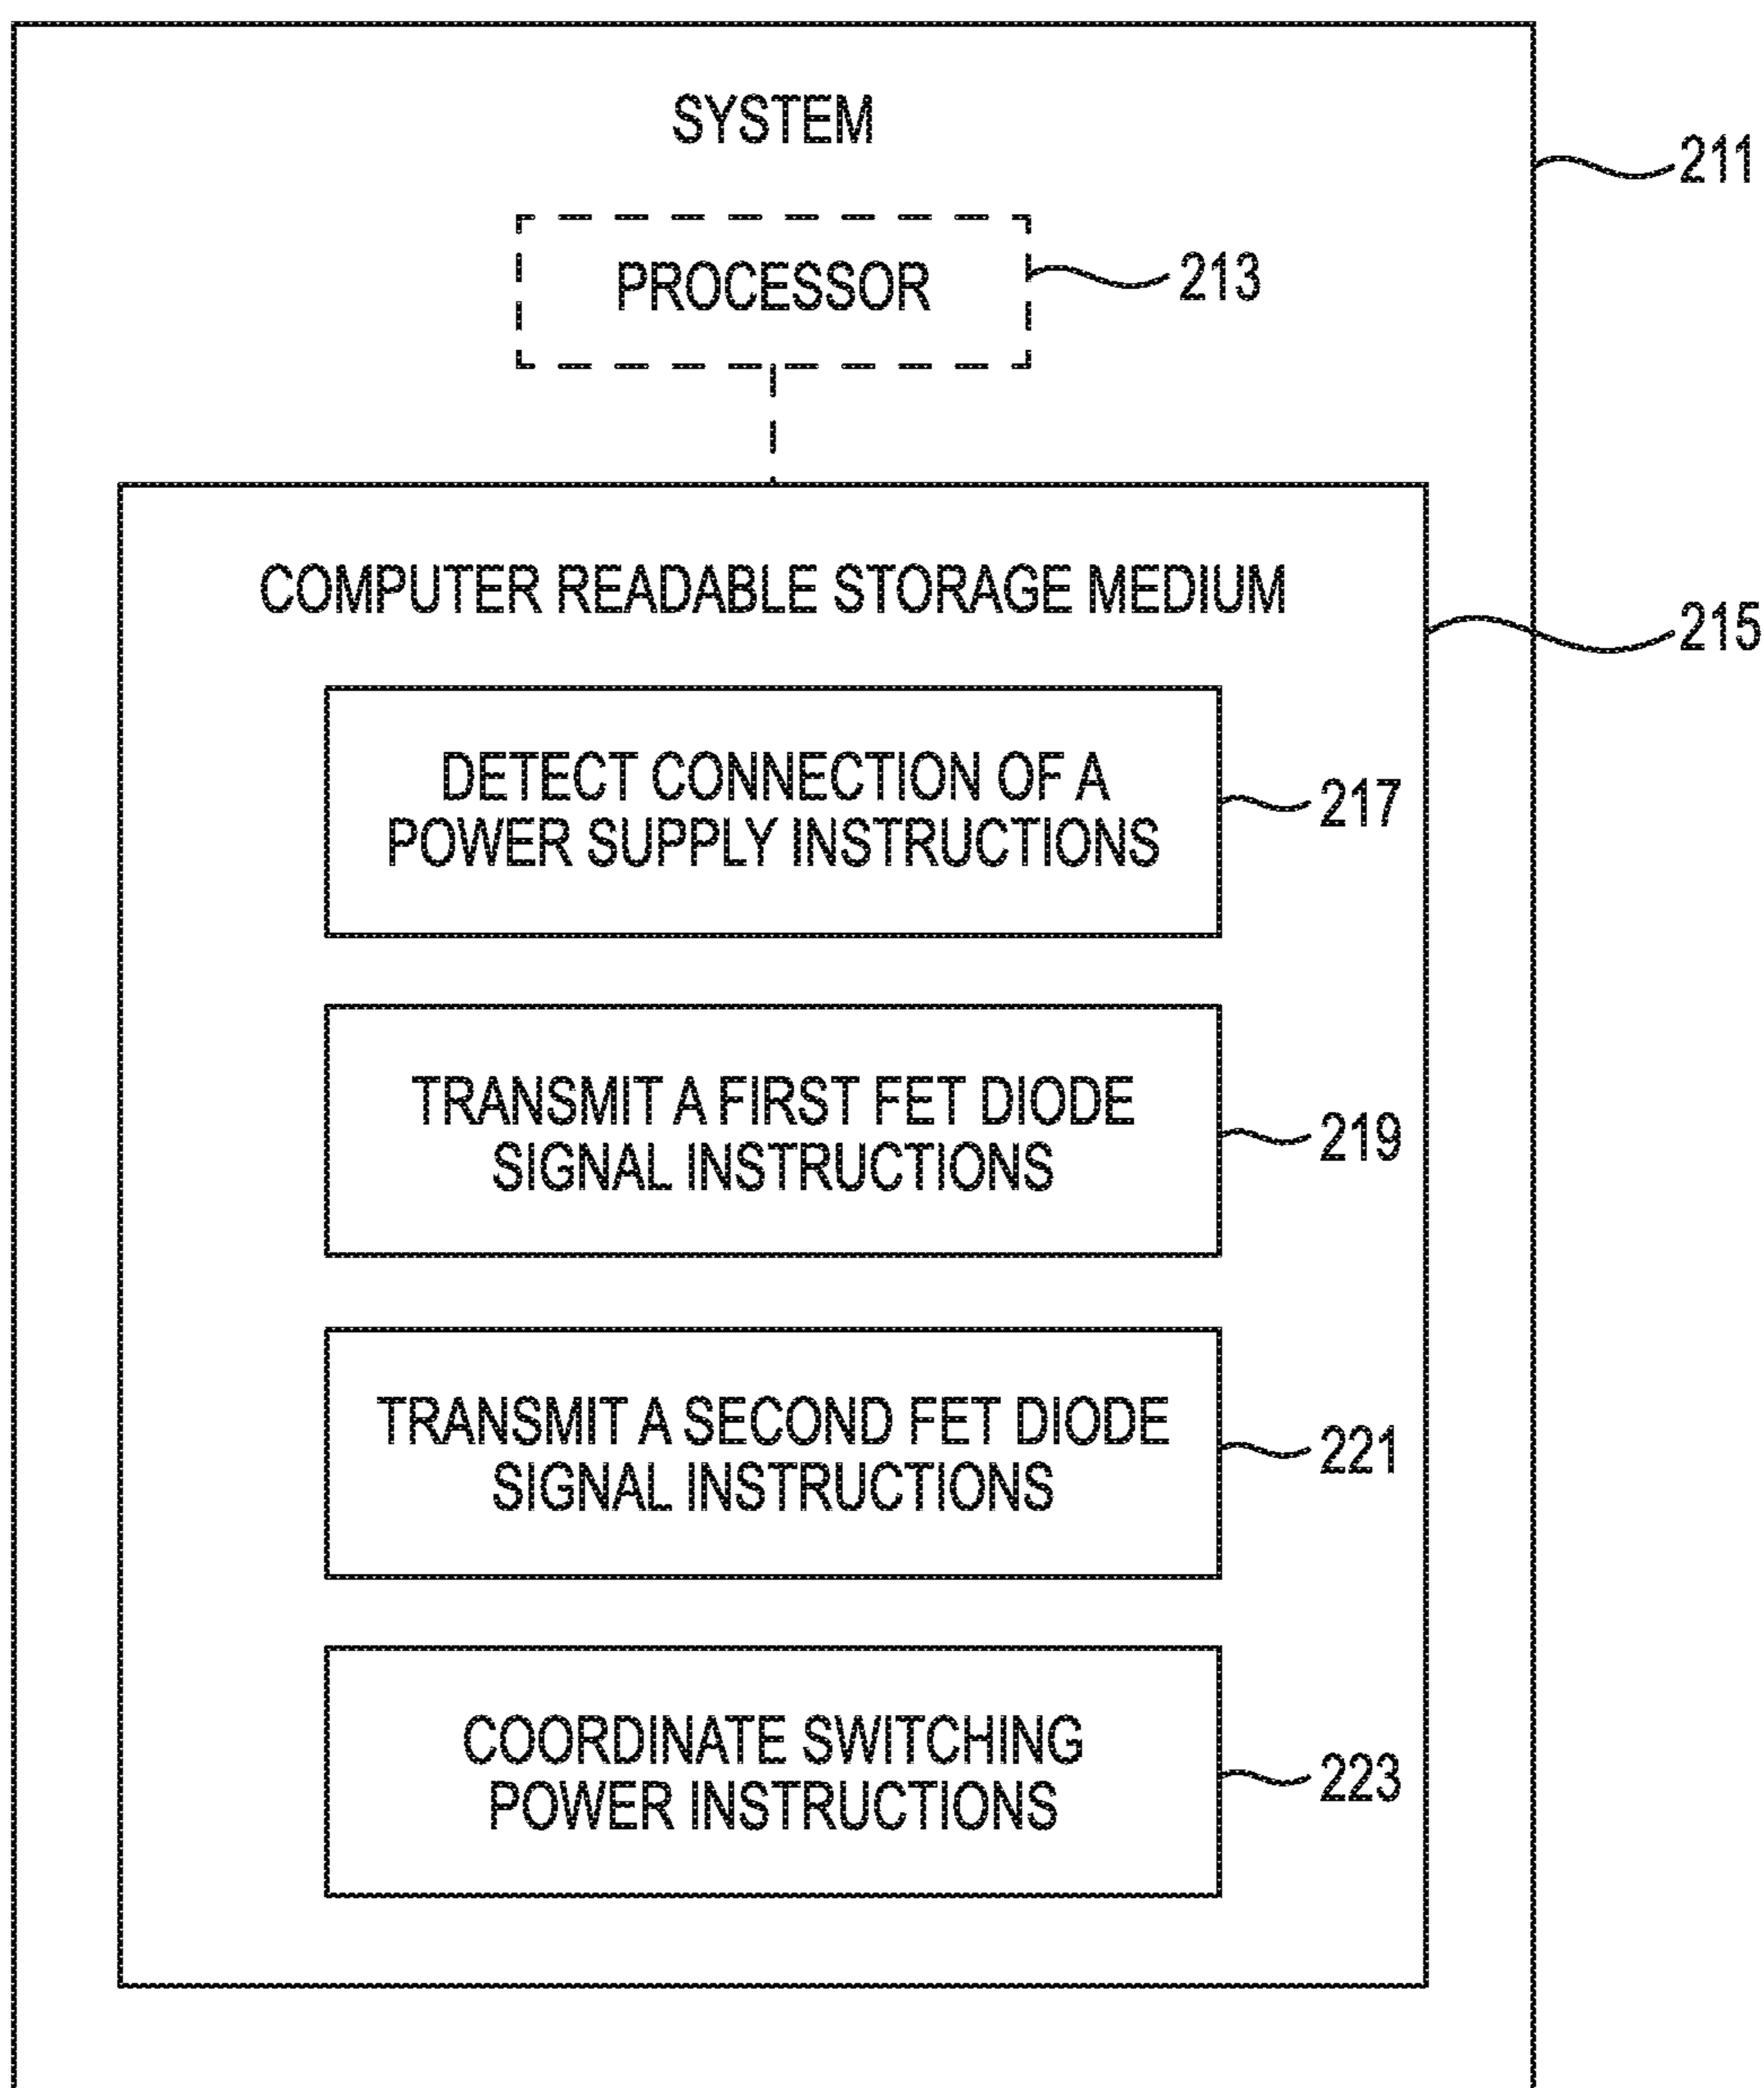 SYSTEM
211
PROCESSOR
213
COMPUTER READABLE STORAGE MEDIUM
215
DETECT CONNECTION OF A
POWER SUPPLY INSTRUCTIONS
217
TRANSMIT A FIRST FET DIODE
SIGNAL INSTRUCTIONS
219
TRANSMIT A SECOND FET DIODE
SIGNAL INSTRUCTIONS
221
COORDINATE SWITCHING
POWER INSTRUCTIONS
223